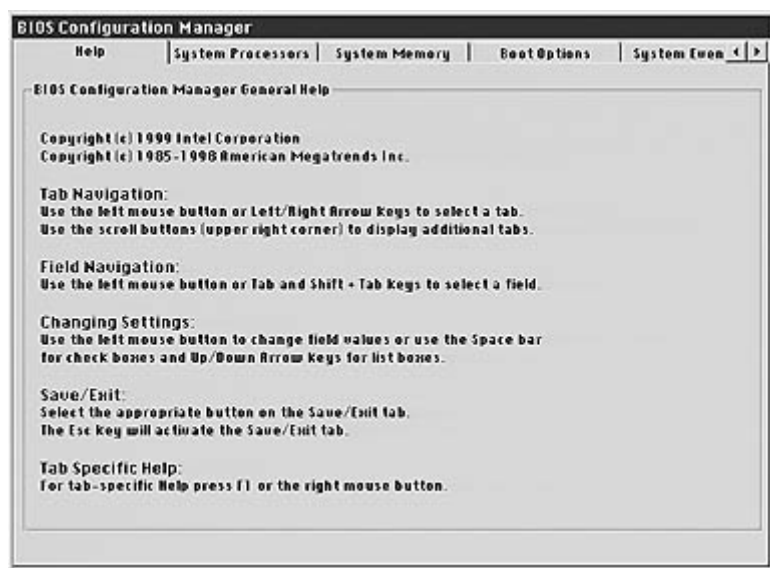 BIOS Configuration Manager
Help System Processors System Memory Boot Options System Even
BIOS Configuration Manager General Help
Copyright (c) 1999 Intel Corporation
Copyright (c) 1985-1998 American Megatrends Inc.
Tab Navigation:
Use the left mouse button or Left/Right Arrow Keys to select a tab.
Use the scroll buttons (upper right corner) to display additional tabs.
Field Navigation:
Use the left mouse button or Tab and Shift + Tab Keys to select a field.
Changing Settings:
Use the left mouse button to change field values or use the Space bar
for check boxes and Up/Down Arrow Keys for list boxes.
Save/Exit:
Select the appropriate button on the Save/Exit tab.
The Esc Key will activate the Save/Exit tab.
Tab Specific Help:
For tab-specific Help press F1 or the right mouse button.